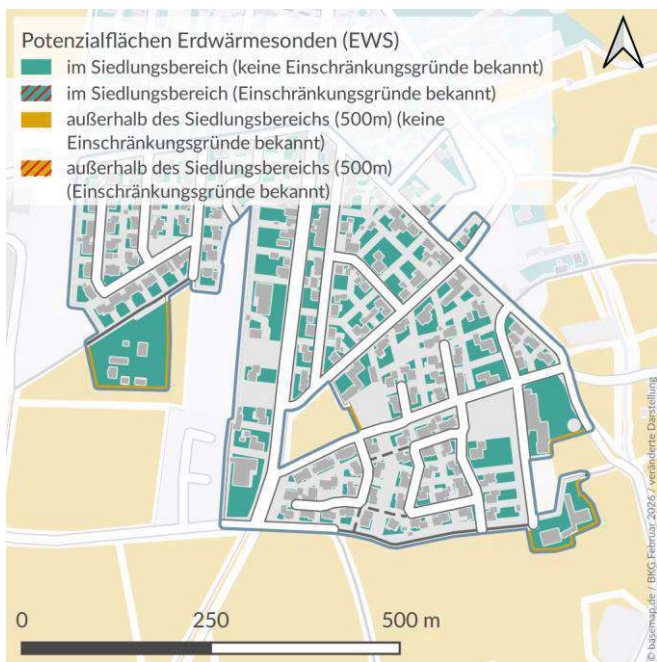 Potenzialflächen Erdwärmesonden (EWS)
im Siedlungsbereich (keine Einschränkungsgründe bekannt)
im Siedlungsbereich (Einschränkungsgründe bekannt)
außerhalb des Siedlungsbereichs (500m) (keine
Einschränkungsgründe bekannt)
außerhalb des Siedlungsbereichs (500m)
(Einschränkungsgründe bekannt)
0 250 500 m
© basemap.de / BKG Februar 2026 / veränderte Darstellung